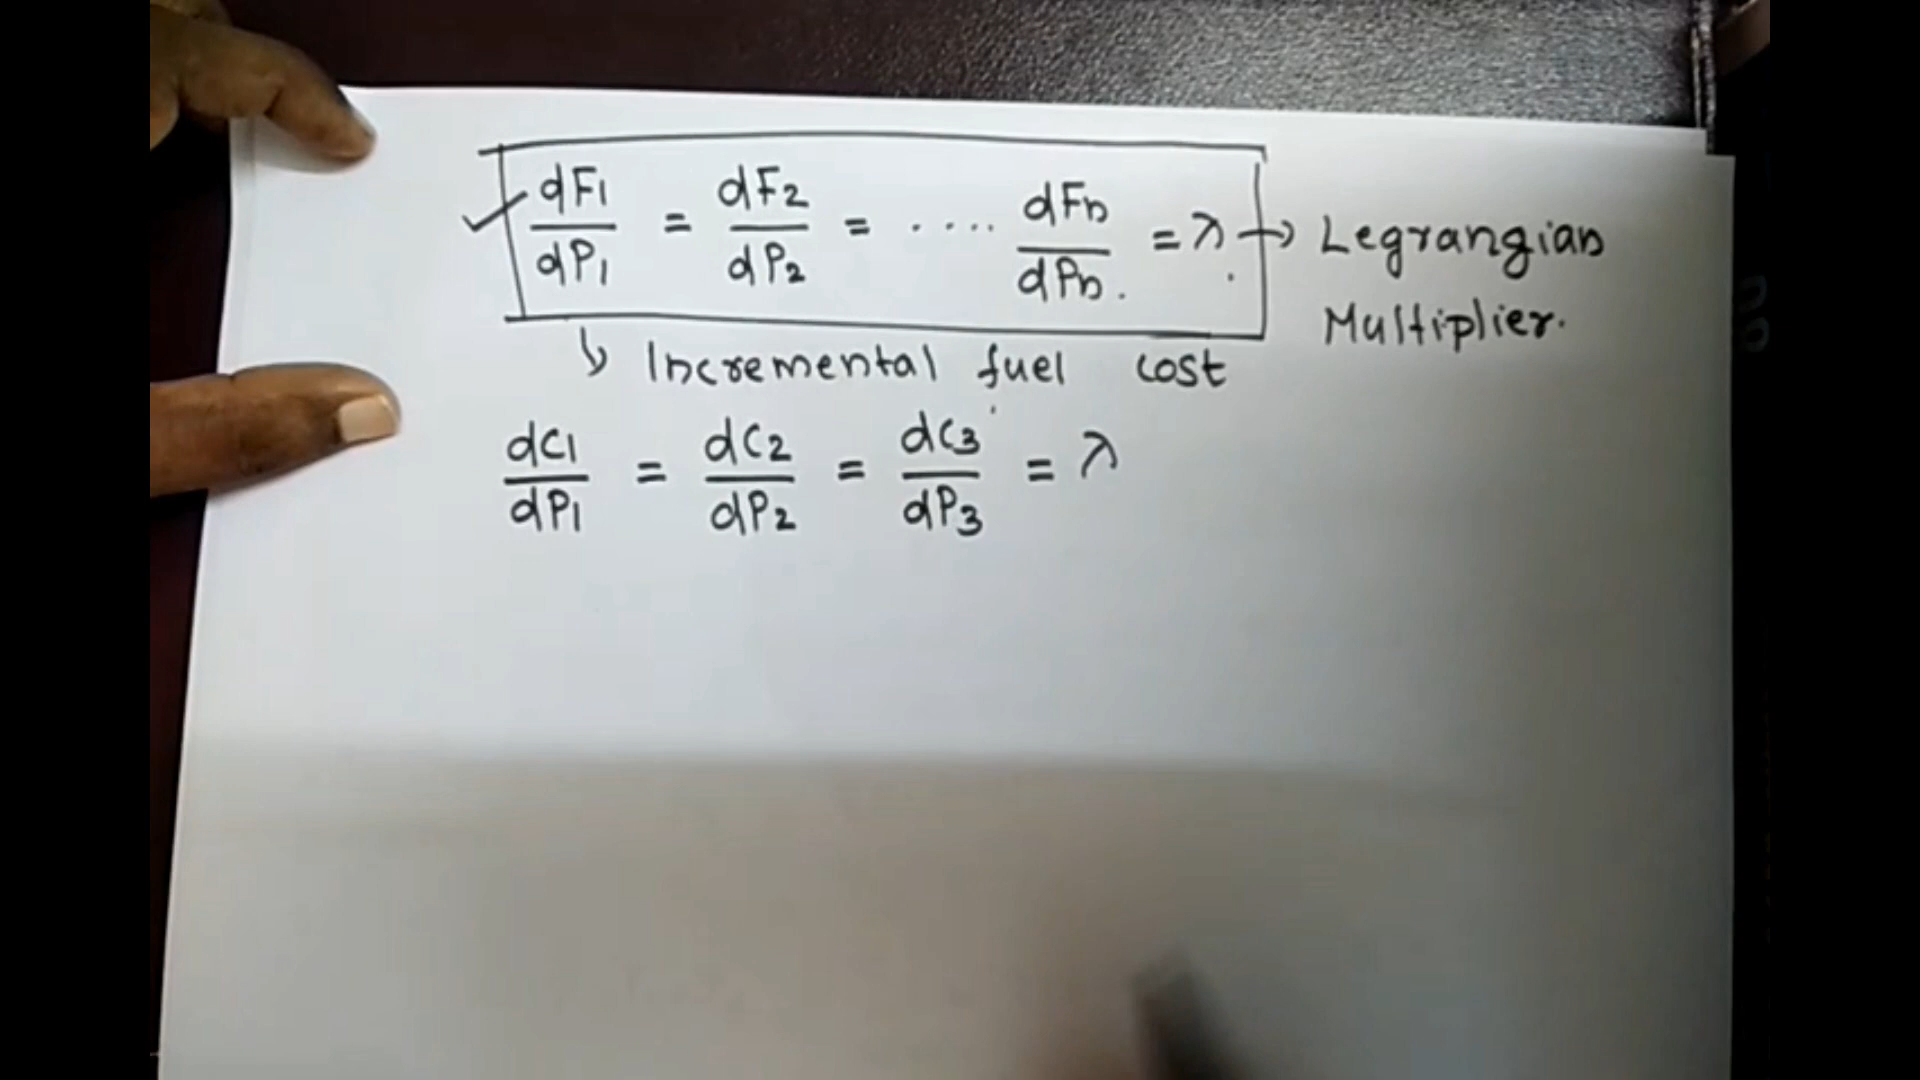 dF1/dP1 = dF2/dP2 = .... dFn/dPn. = λ. → Legrangian
Multiplier.
↳ Incremental fuel cost
dC1/dP1 = dC2/dP2 = dC3/dP3 = λ